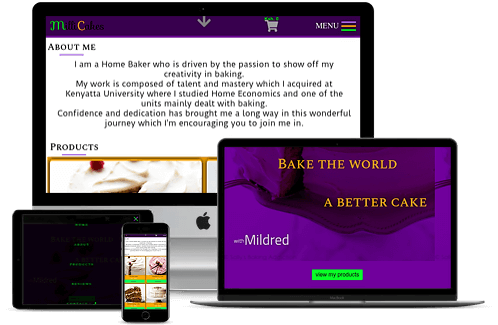 MENU
About me
I am a Home Baker who is driven by the passion to show off my
creativity in baking.
My work is composed of talent and mastery which I acquired at
Kenyatta University where I studied Home Economics and one of the
units mainly dealt with baking.
Confidence and dedication has brought me a long way in this wonderful
journey which I'm encouraging you to join me in.
Products
Bake the world
a better cake
with Mildred
view my products